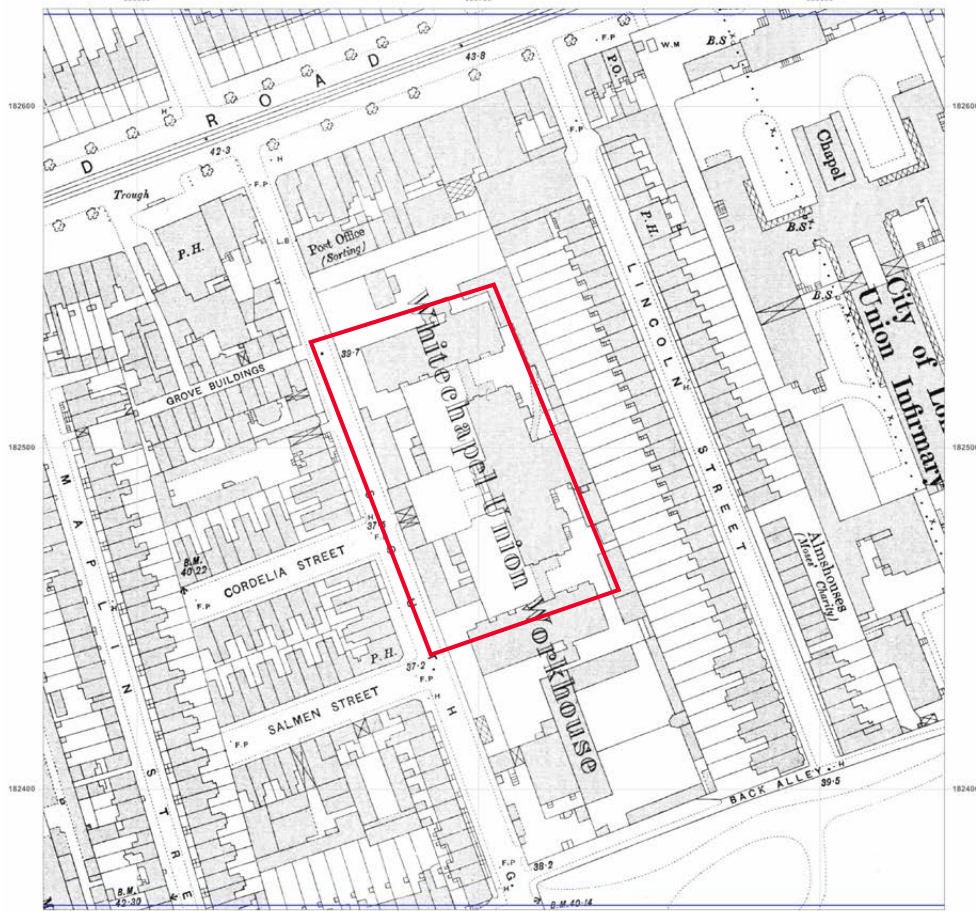 182600
182600
182500
182500
182400
182400
D ROAD
43·8
42·3
Trough
P.H.
F.P
H
L.B
Post Office
(Sorting)
F.P
W.M
B.S
P.O.
F.P
P.H.
Chapel
B.S
B.S
City of Lo
Union Infirmary
LINCOLN STREET
H
Whitechapel Union Workhouse
39·7
GROVE BUILDINGS
MAPLIN STRE
37·5
H
B.M.
40·22
F.P
CORDELIA STREET
P.H.
37·2
F.P
H
SALMEN STREET
F.P
Almshouses
(Moses' Charity)
BACK ALLEY
H
39·5
38·2
F.P
H
G.
B.M.
42·30
B.M. 40·14